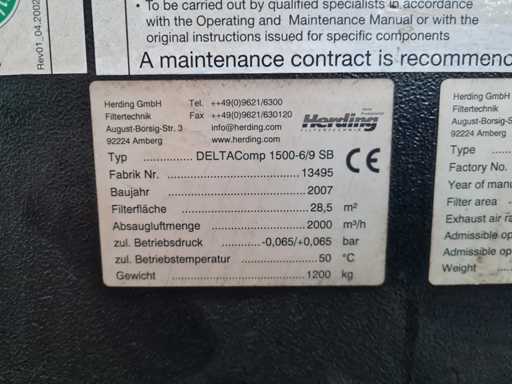 • To be carried out by qualified specialists in accordance
with the Operating and Maintenance Manual or with the
original instructions issued for specific components
A maintenance contract is recommenc
Rev01_04.2002
Herding GmbH
Filtertechnik
August-Borsig-Str. 3
92224 Amberg
Tel. ++49(0)9621/6300
Fax ++49(0)9621/630120
info@herding.com
www.herding.com
Herding
FILTERTECHNIK
Typ ............... DELTAComp 1500-6/9 SB
CE
Fabrik Nr. ............... 13495
Baujahr ............... 2007
Filterfläche ............... 28,5 m²
Absaugluftmenge ............... 2000 m³/h
zul. Betriebsdruck ...........-0,065/+0,065 bar
zul. Betriebstemperatur ............... 50 °C
Gewicht ............... 1200 kg
Herding GmbH
Filtertechnik
August-Borsig-St
92224 Amberg
Type ........
Factory No.
Year of manu
Filter area .
Exhaust air ra
Admissible op
Admissible op
Weight ....